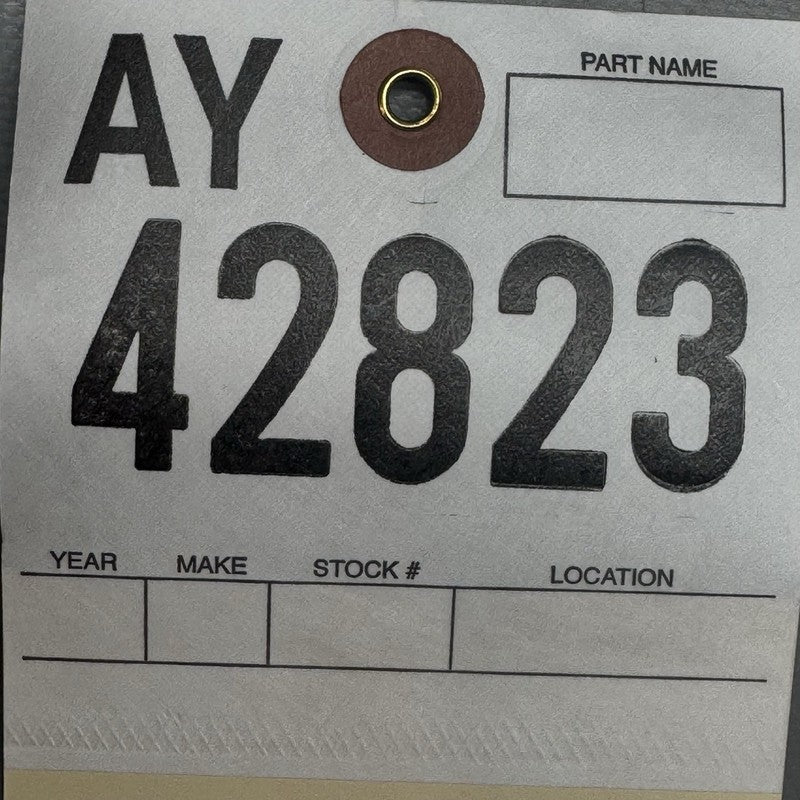 AY
PART NAME
42823
YEAR MAKE STOCK # LOCATION